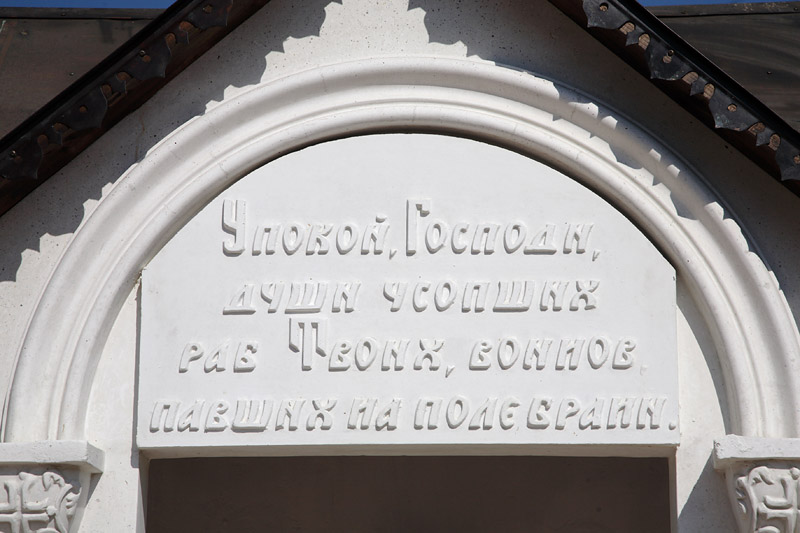 Упокой, Господи,
души усопших
раб Твоих, воинов,
павших на поле брани.